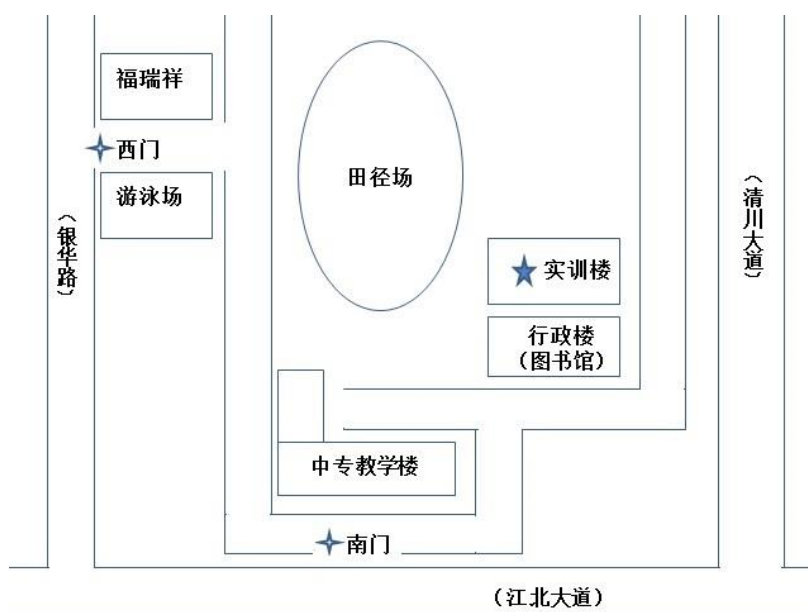 福瑞祥
西门
游泳场
（银华路）
田径场
（清川大道）
实训楼
行政楼
（图书馆）
中专教学楼
南门
（江北大道）